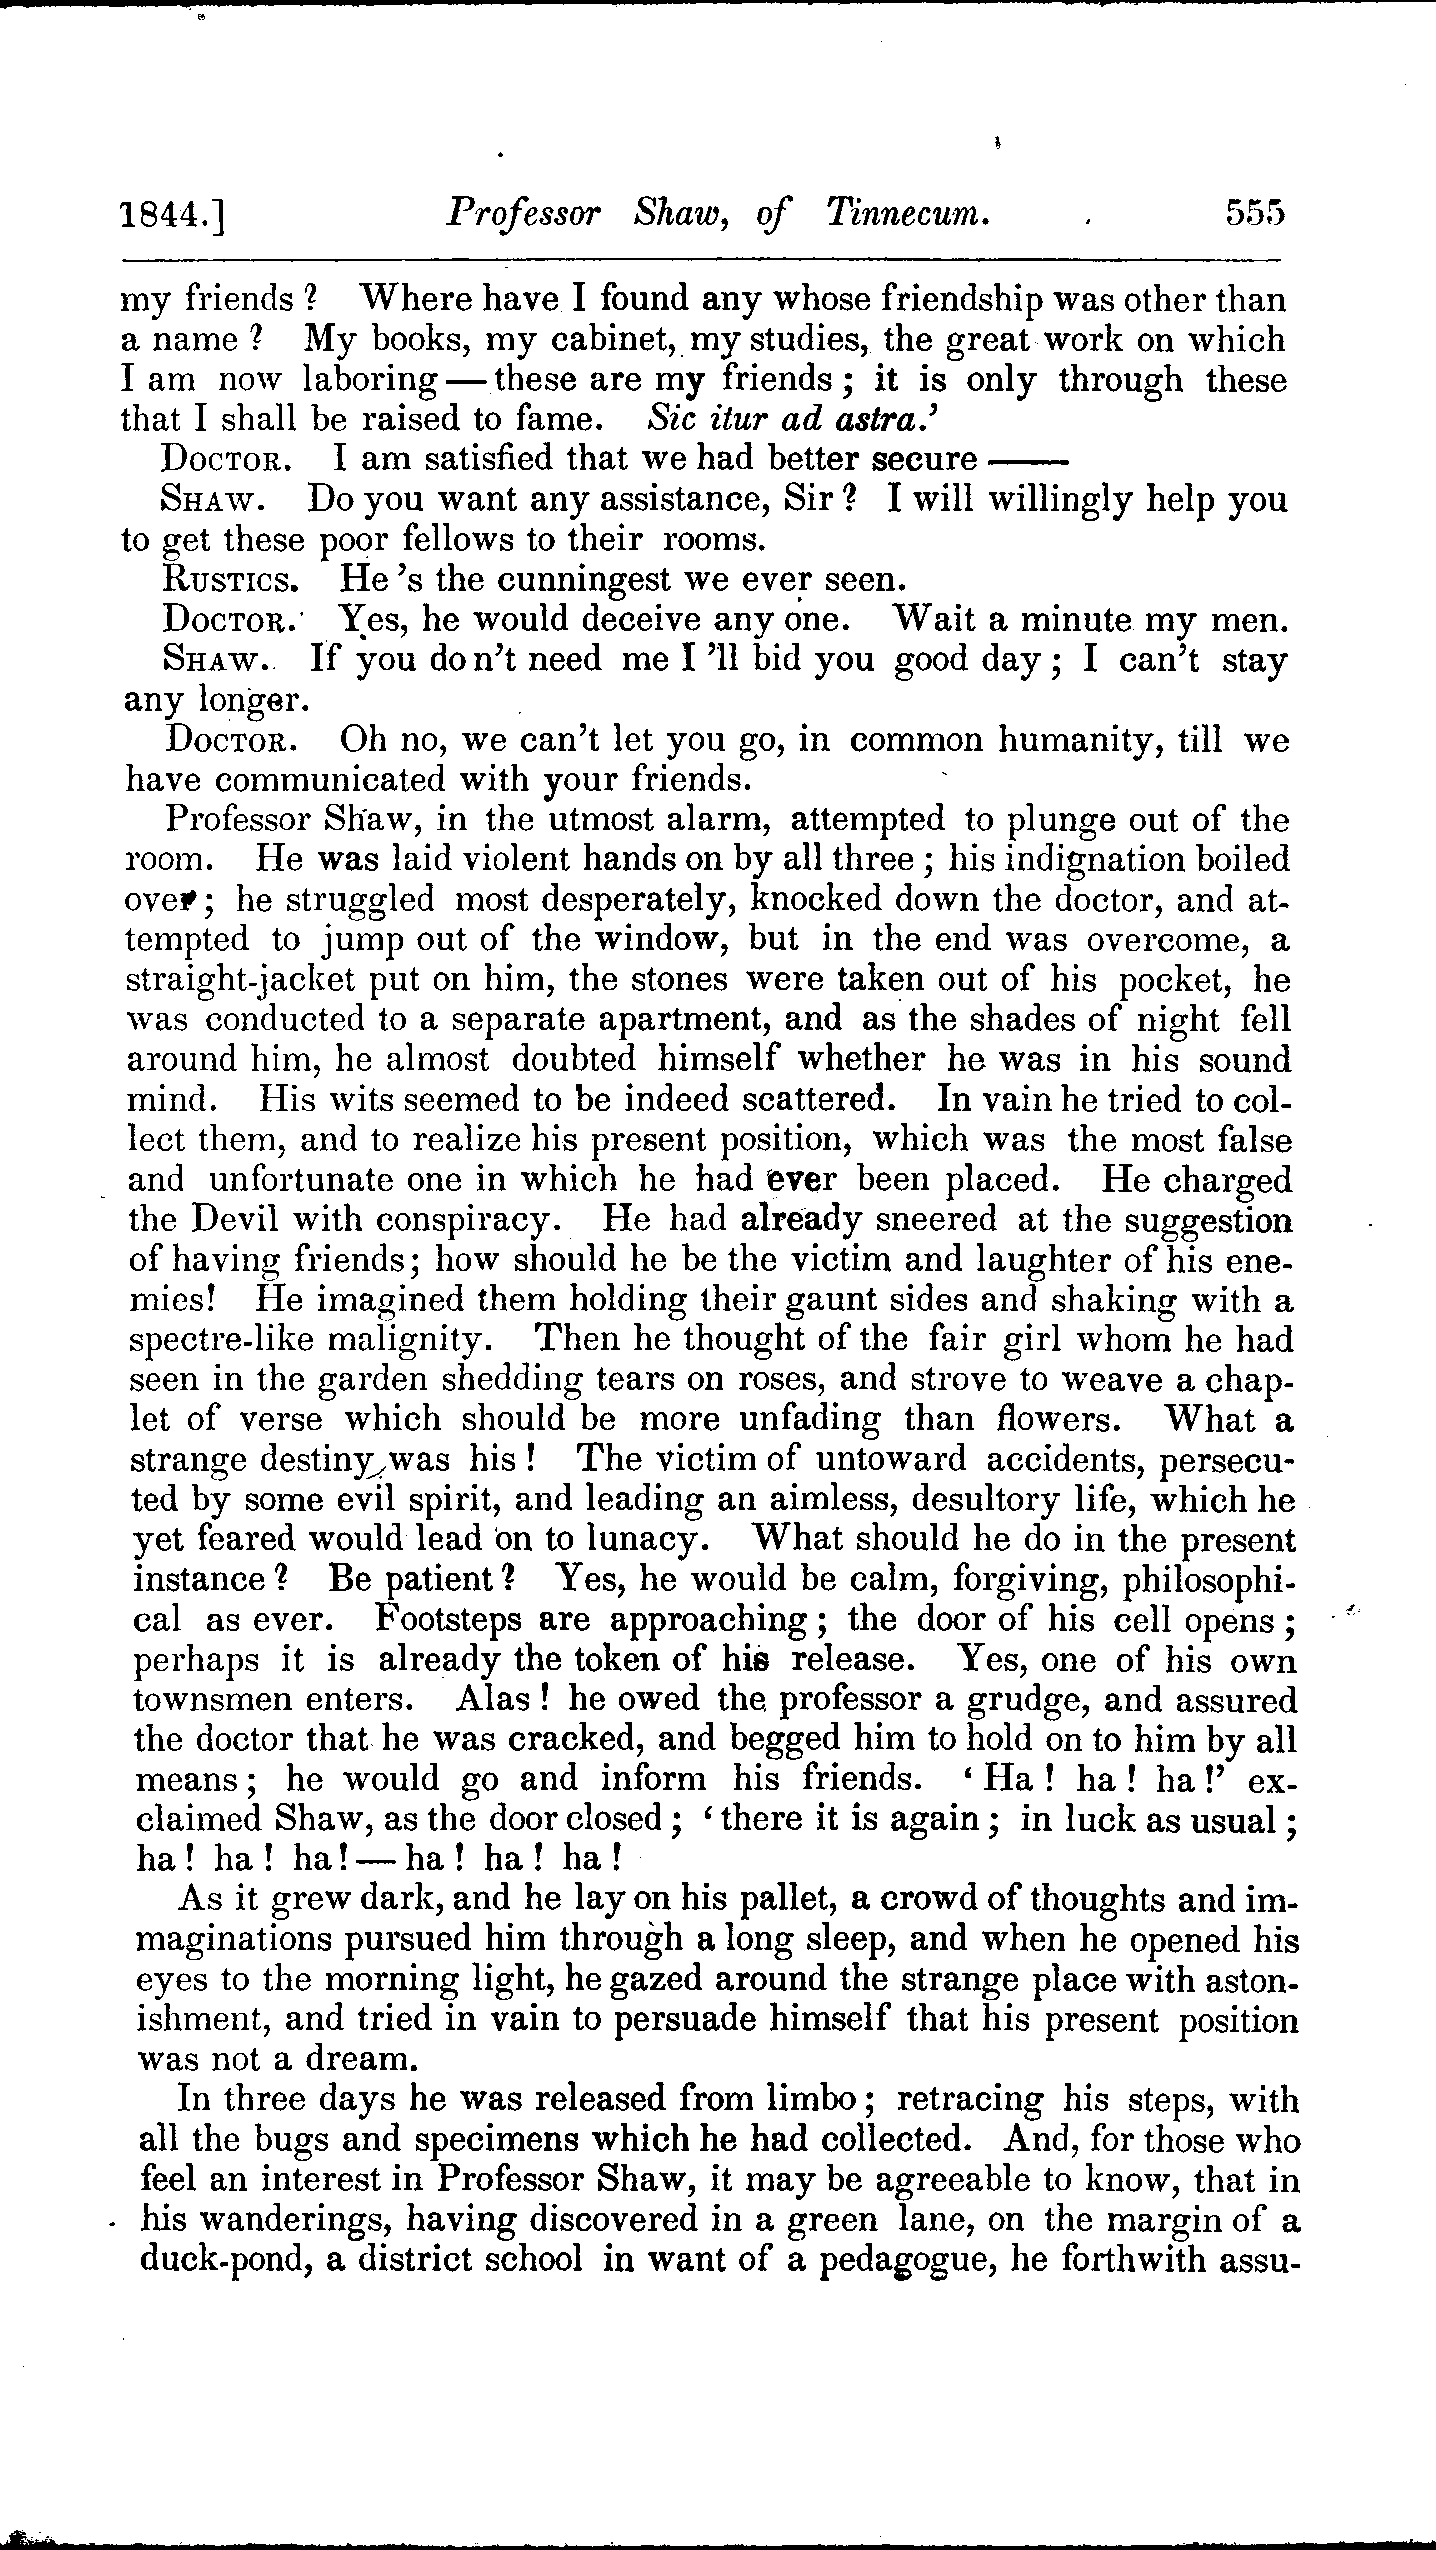 1844.] Professor Shaw, of Tinnecum. 555
my friends ? Where have I found any whose friendship was other than
a name ? My books, my cabinet, my studies, the great work on which
I am now laboring — these are my friends ; it is only through these
that I shall be raised to fame. Sic itur ad astra.'
DOCTOR. I am satisfied that we had better secure ——
SHAW. Do you want any assistance, Sir ? I will willingly help you
to get these poor fellows to their rooms.
RUSTICS. He 's the cunningest we ever seen.
DOCTOR. Yes, he would deceive any one. Wait a minute my men.
SHAW. If you don't need me I 'll bid you good day ; I can't stay
any longer.
DOCTOR. Oh no, we can't let you go, in common humanity, till we
have communicated with your friends.
Professor Shaw, in the utmost alarm, attempted to plunge out of the
room. He was laid violent hands on by all three ; his indignation boiled
over ; he struggled most desperately, knocked down the doctor, and at-
tempted to jump out of the window, but in the end was overcome, a
straight-jacket put on him, the stones were taken out of his pocket, he
was conducted to a separate apartment, and as the shades of night fell
around him, he almost doubted himself whether he was in his sound
mind. His wits seemed to be indeed scattered. In vain he tried to col-
lect them, and to realize his present position, which was the most false
and unfortunate one in which he had ever been placed. He charged
the Devil with conspiracy. He had already sneered at the suggestion
of having friends; how should he be the victim and laughter of his ene-
mies! He imagined them holding their gaunt sides and shaking with a
spectre-like malignity. Then he thought of the fair girl whom he had
seen in the garden shedding tears on roses, and strove to weave a chap-
let of verse which should be more unfading than flowers. What a
strange destiny was his ! The victim of untoward accidents, persecu-
ted by some evil spirit, and leading an aimless, desultory life, which he
yet feared would lead on to lunacy. What should he do in the present
instance ? Be patient ? Yes, he would be calm, forgiving, philosophi-
cal as ever. Footsteps are approaching ; the door of his cell opens ;
perhaps it is already the token of his release. Yes, one of his own
townsmen enters. Alas ! he owed the professor a grudge, and assured
the doctor that he was cracked, and begged him to hold on to him by all
means ; he would go and inform his friends. ' Ha ! ha ! ha !' ex-
claimed Shaw, as the door closed ; ' there it is again ; in luck as usual ;
ha ! ha ! ha! — ha ! ha ! ha !
As it grew dark, and he lay on his pallet, a crowd of thoughts and im-
maginations pursued him through a long sleep, and when he opened his
eyes to the morning light, he gazed around the strange place with aston-
ishment, and tried in vain to persuade himself that his present position
was not a dream.
In three days he was released from limbo ; retracing his steps, with
all the bugs and specimens which he had collected. And, for those who
feel an interest in Professor Shaw, it may be agreeable to know, that in
his wanderings, having discovered in a green lane, on the margin of a
duck-pond, a district school in want of a pedagogue, he forthwith assu-